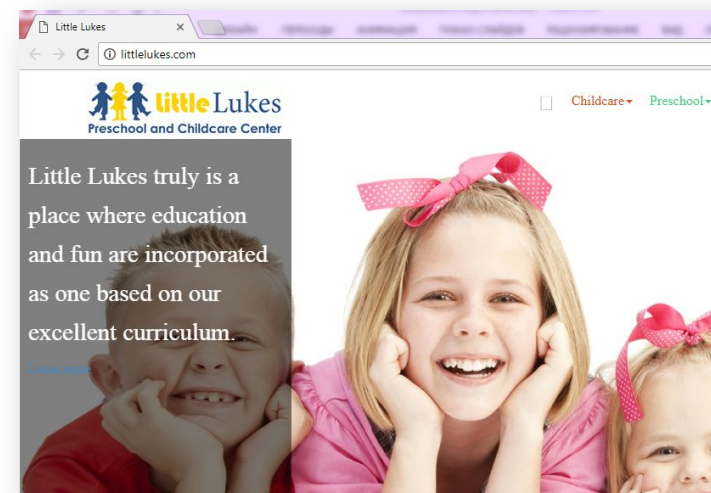 Little Lukes
littlelukes.com
Little Lukes
Preschool and Childcare Center
Childcare Preschool
Little Lukes truly is a
place where education
and fun are incorporated
as one based on our
excellent curriculum.